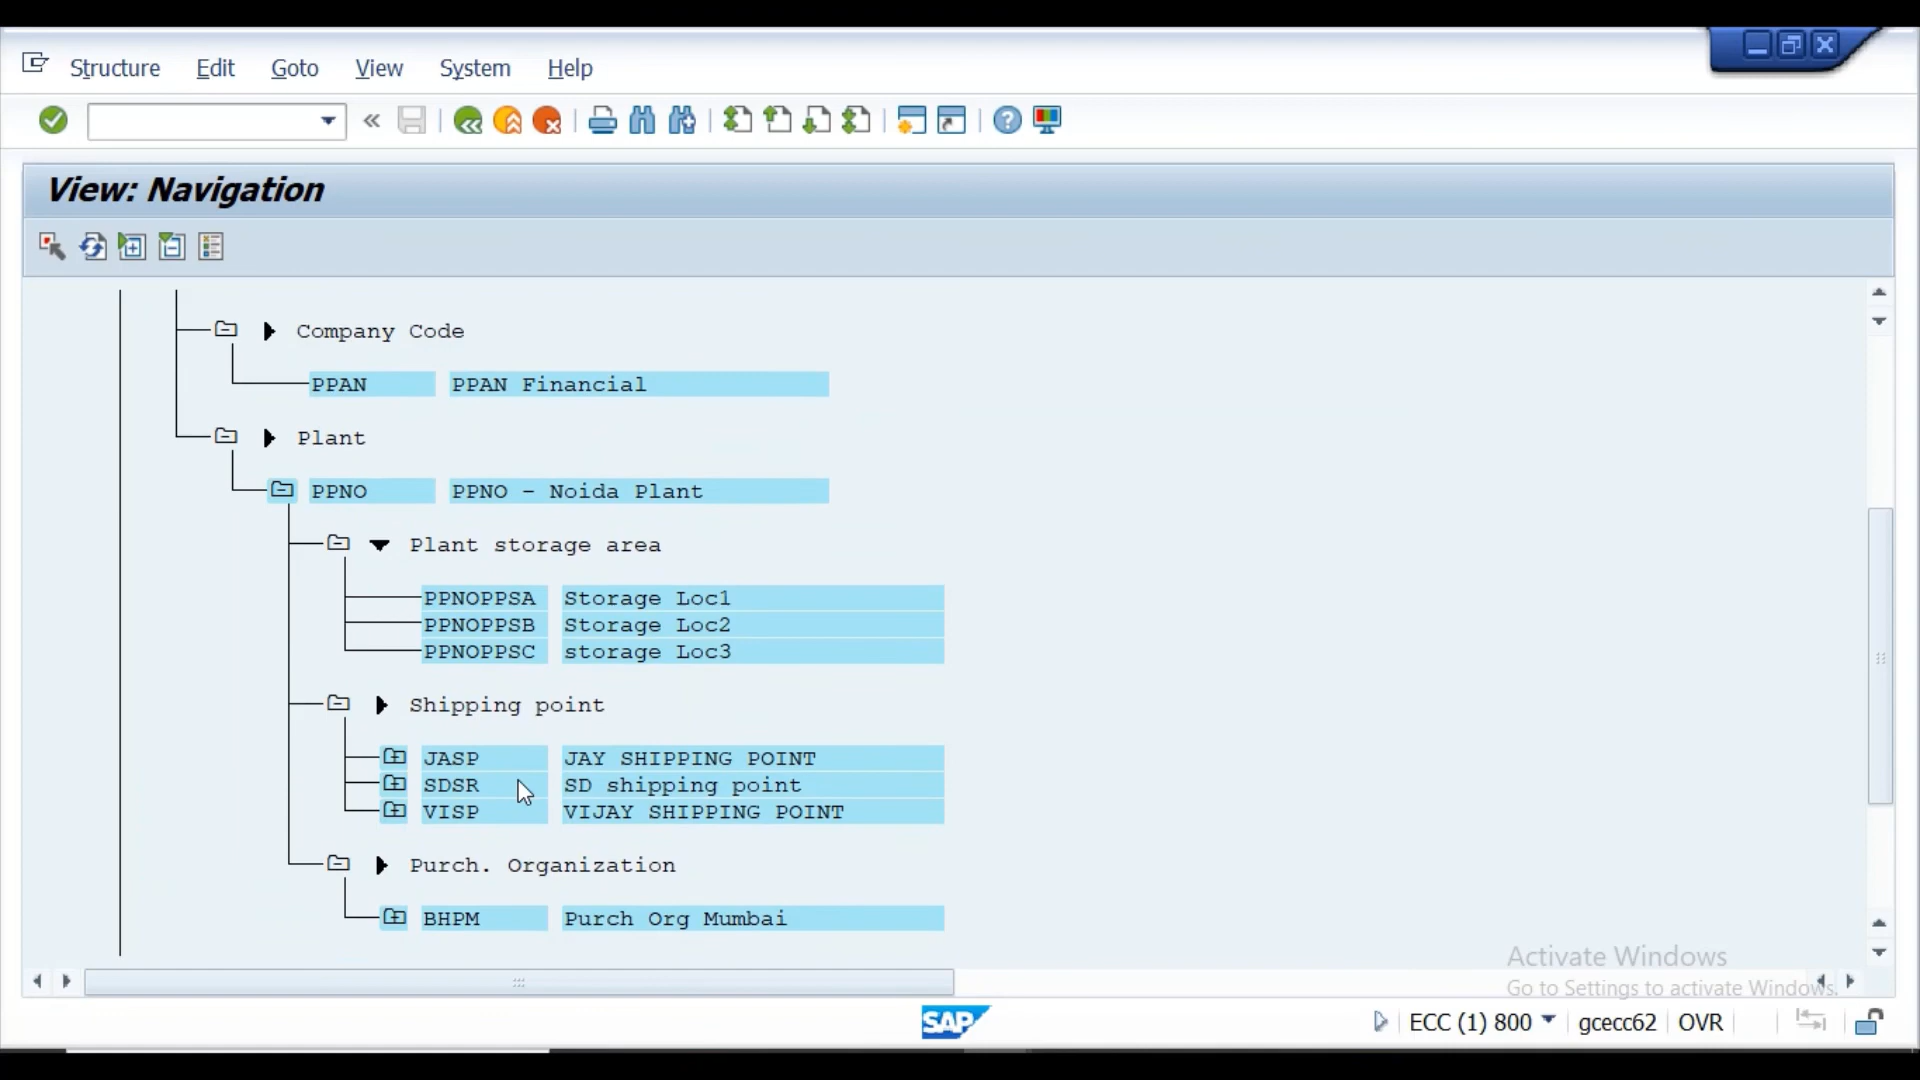 Structure Edit Goto View System Help
View: Navigation
Company Code
PPAN PPAN Financial
Plant
PPNO PPNO - Noida Plant
Plant storage area
PPNOPPSA Storage Loc1
PPNOPPSB Storage Loc2
PPNOPPSC storage Loc3
Shipping point
JASP JAY SHIPPING POINT
SDSR SD shipping point
VISP VIJAY SHIPPING POINT
Purch. Organization
BHPM Purch Org Mumbai
Activate Windows
Go to Settings to activate Windows.
SAP ECC (1) 800 gcecc62 OVR